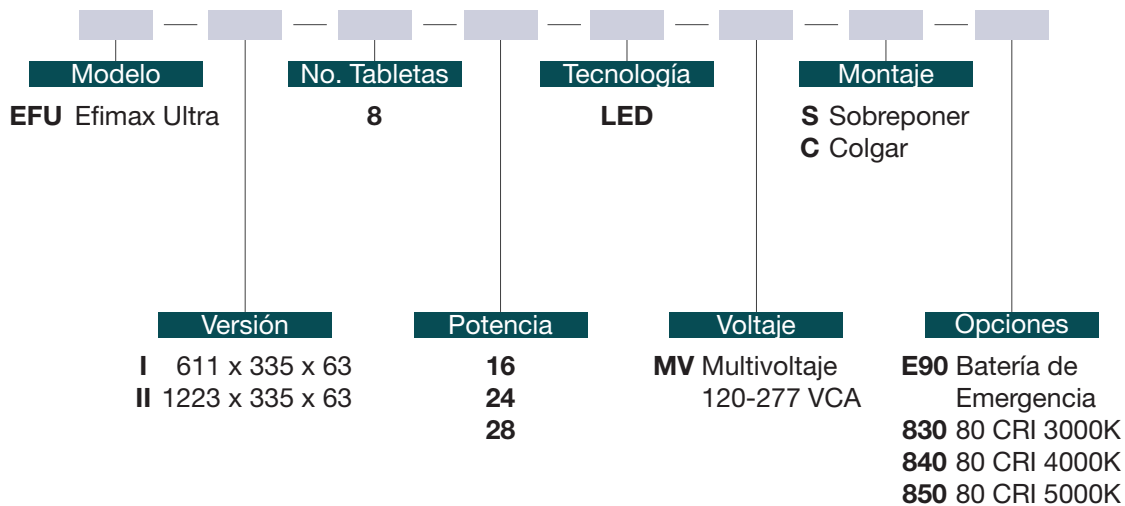 Modelo
EFU Efimax Ultra
No. Tabletas
8
Tecnología
LED
Montaje
S Sobreponer
C Colgar
Versión
I 611 x 335 x 63
II 1223 x 335 x 63
Potencia
16
24
28
Voltaje
MV Multivoltaje
120-277 VCA
Opciones
E90 Batería de
Emergencia
830 80 CRI 3000K
840 80 CRI 4000K
850 80 CRI 5000K